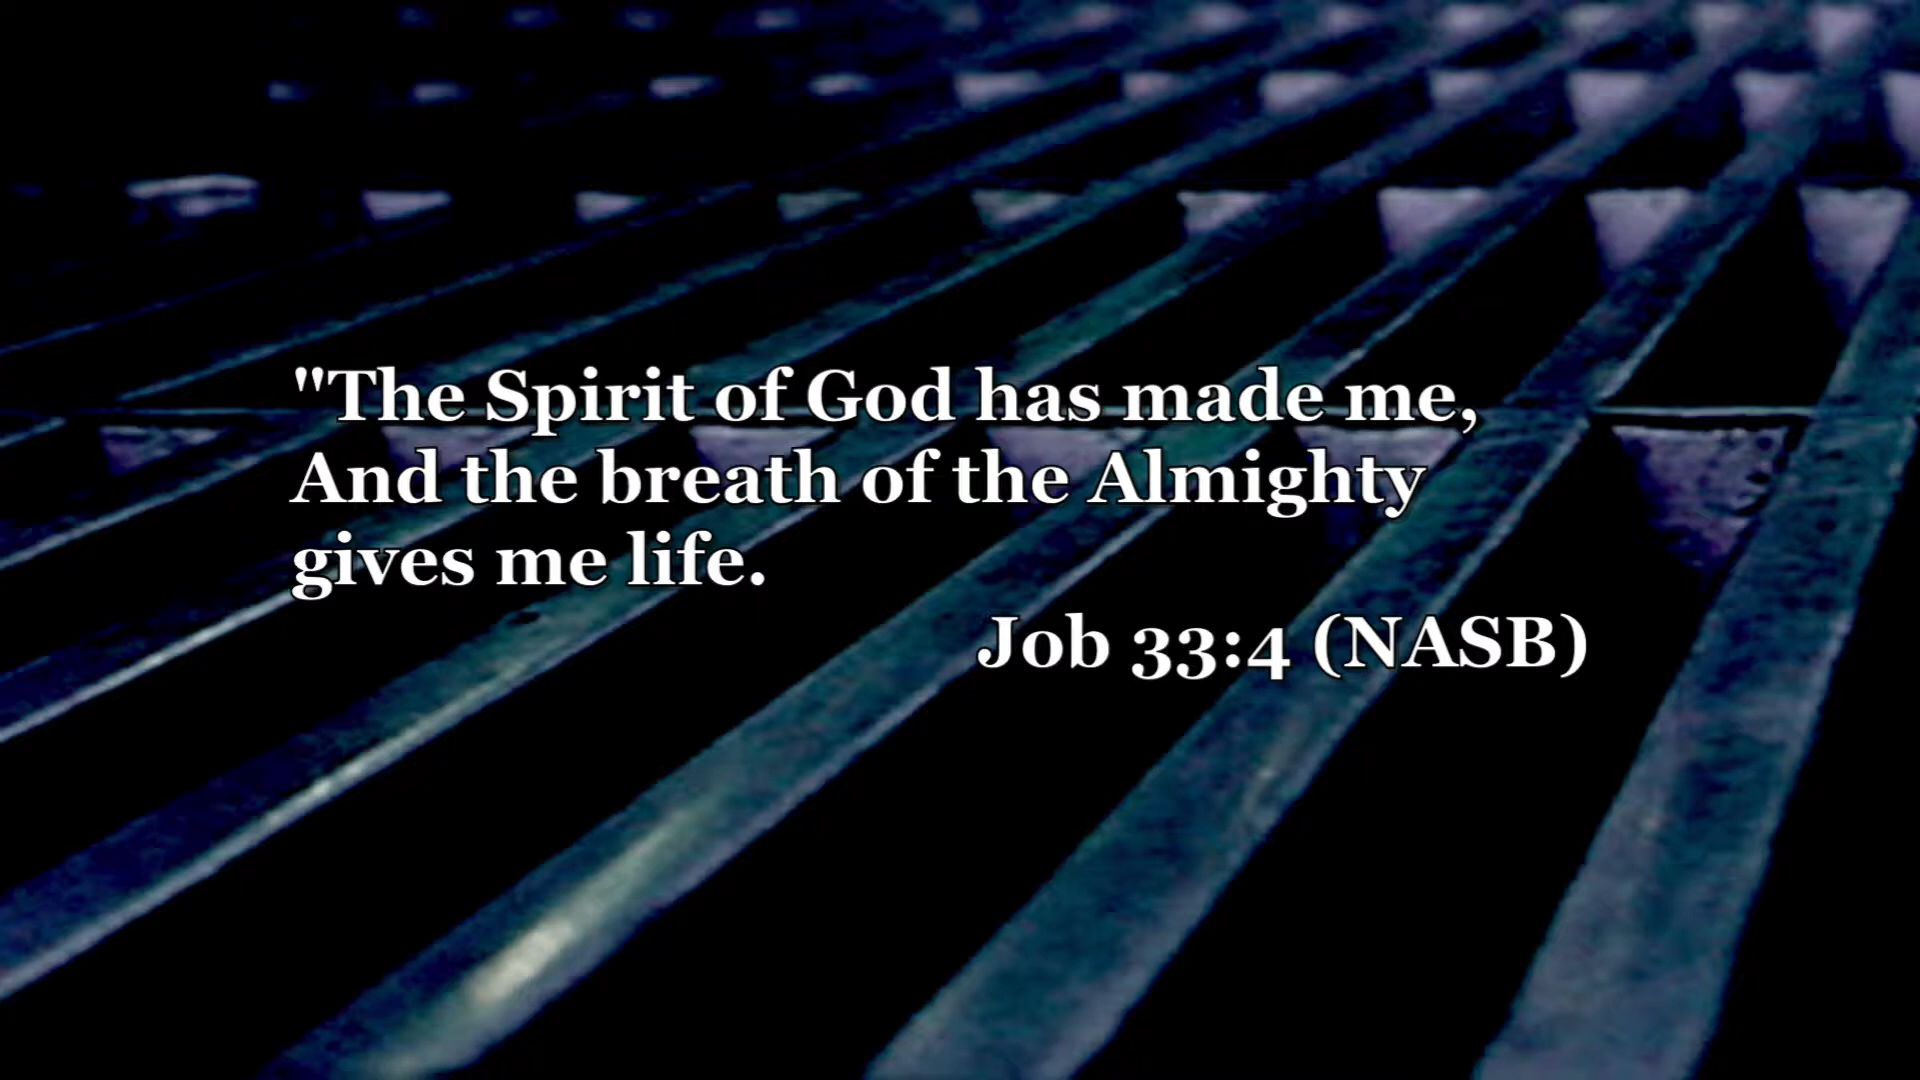 "The Spirit of God has made me,
And the breath of the Almighty
gives me life.
Job 33:4 (NASB)